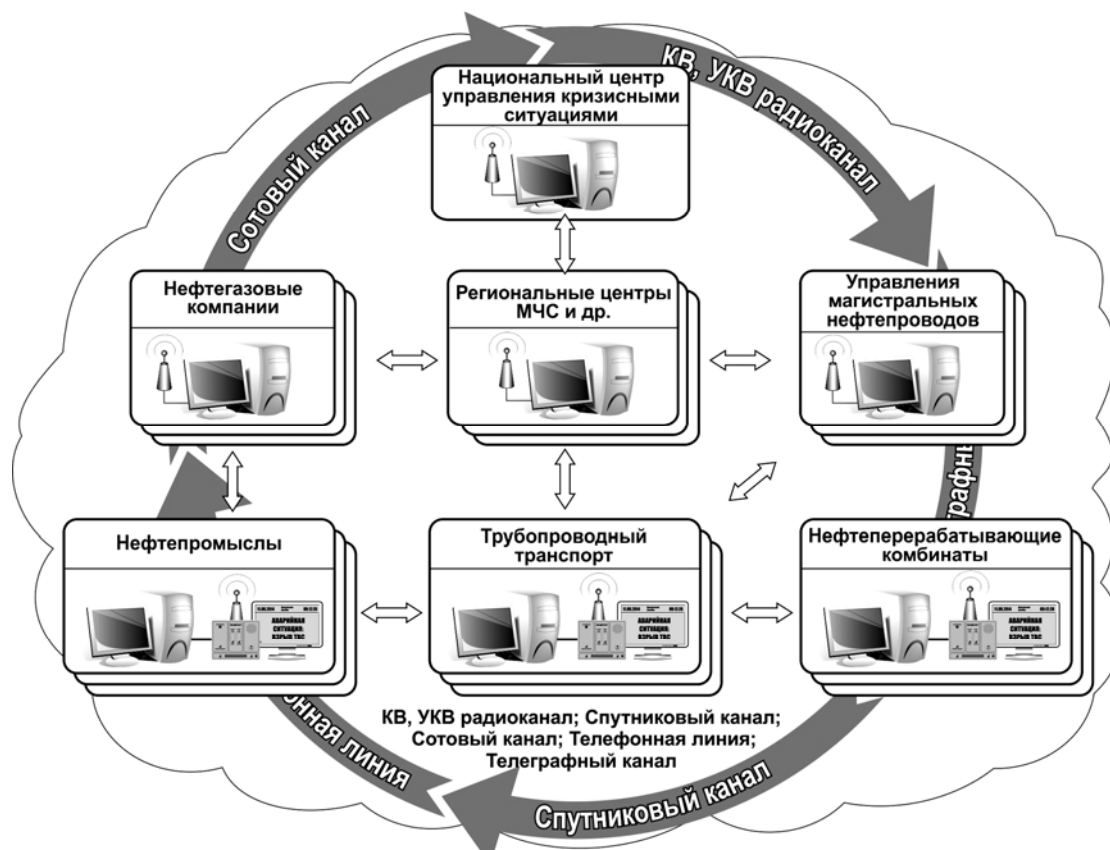 КВ, УКВ радиоканал
Национальный центр
управления кризисными
ситуациями
Сотовый канал
Нефтегазовые
компании
Региональные центры
МЧС и др.
Управления
магистральных
нефтепроводов
Нефтепромыслы
АВАРИЙНАЯ
СИТУАЦИЯ:
ВЗРЫВ ТВС
Трубопроводный
транспорт
АВАРИЙНАЯ
СИТУАЦИЯ:
ВЗРЫВ ТВС
Нефтеперерабатывающие
комбинаты
АВАРИЙНАЯ
СИТУАЦИЯ:
ВЗРЫВ ТВС
КВ, УКВ радиоканал; Спутниковый канал;
Сотовый канал; Телефонная линия;
Телеграфный канал
линия
Спутниковый канал